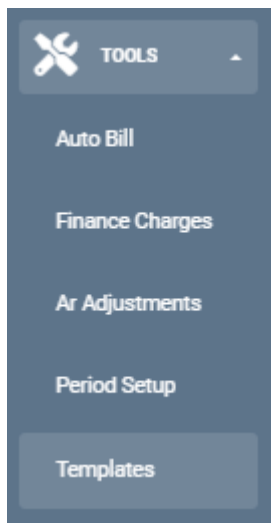 TOOLS
Auto Bill
Finance Charges
Ar Adjustments
Period Setup
Templates